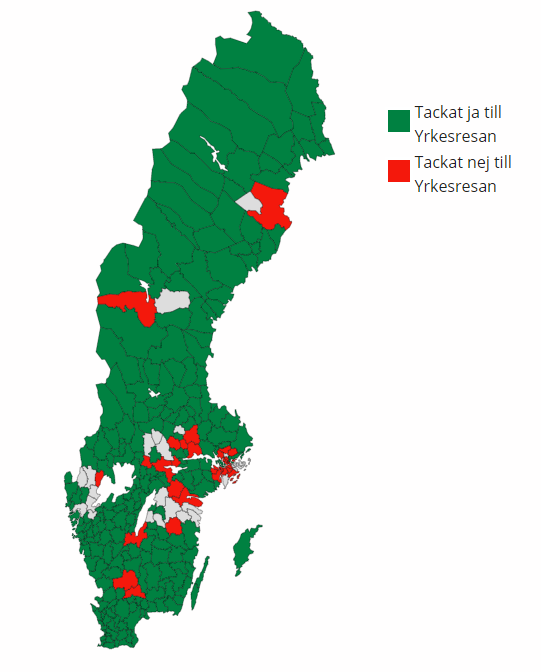 Tackat ja till
Yrkesresan
Tackat nej till
Yrkesresan